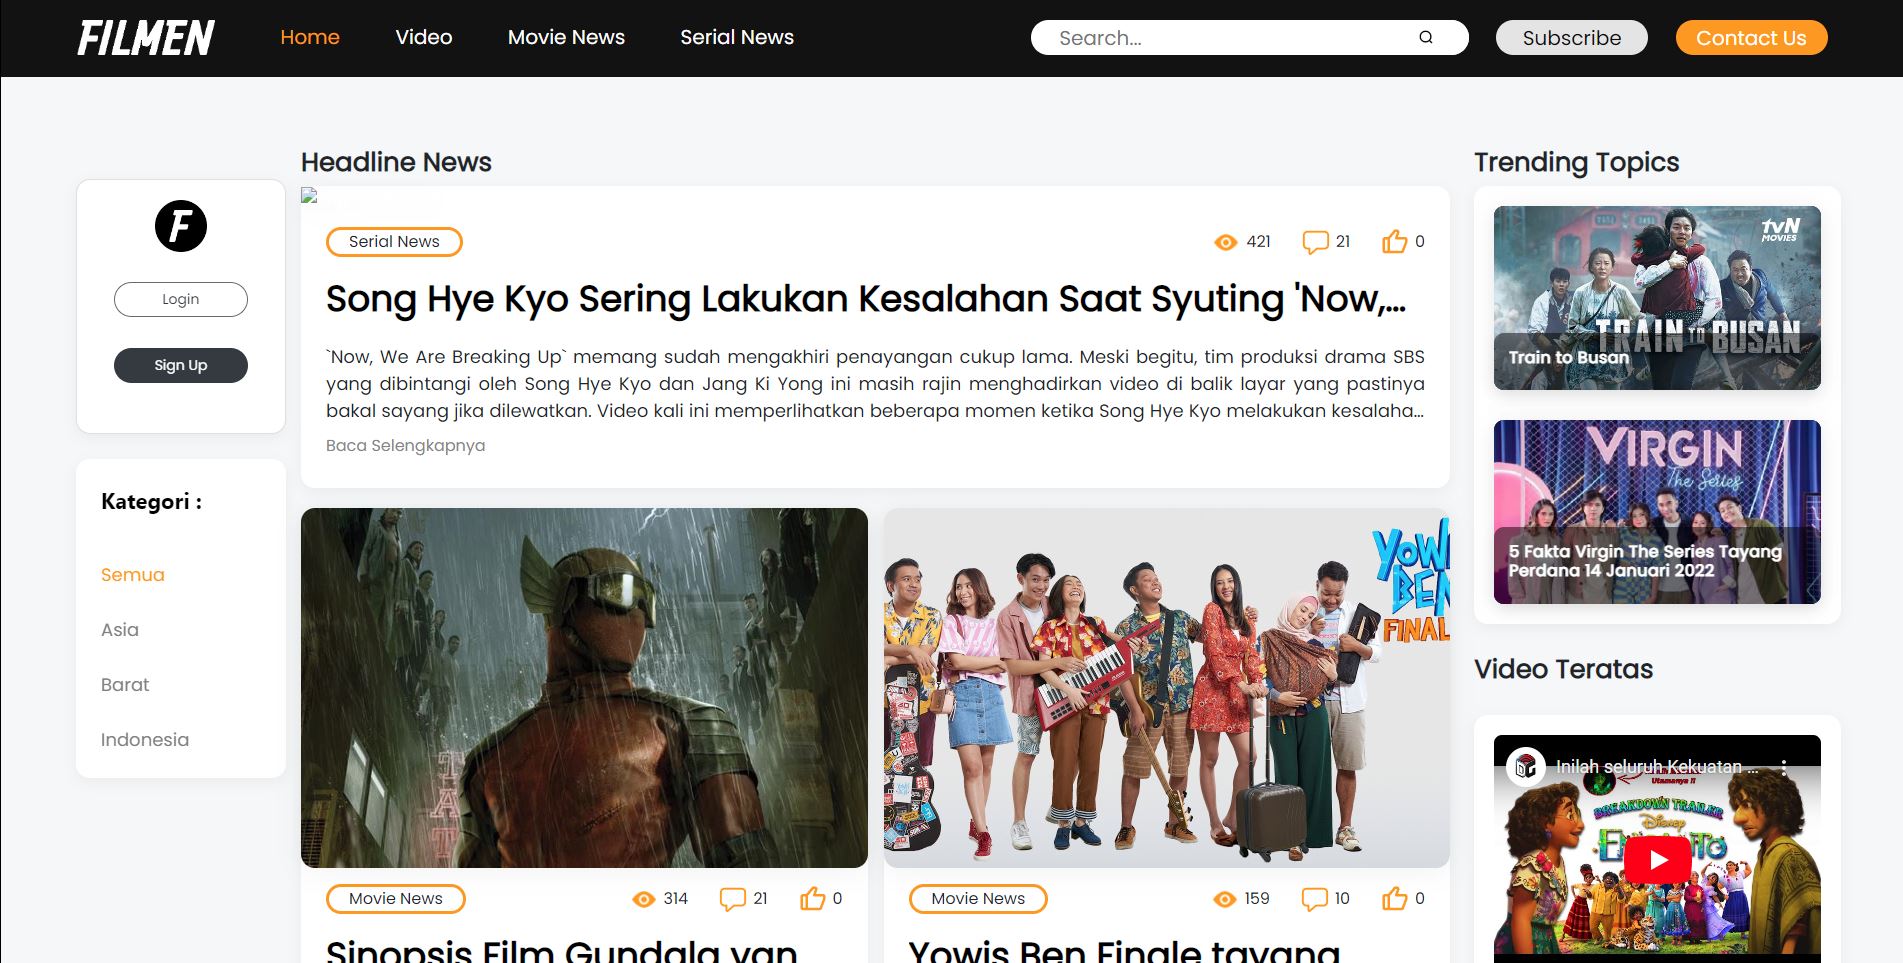 FILMEN
Home
Video
Movie News
Serial News
Search...
Subscribe
Contact Us
F
Login
Sign Up
Kategori :
Semua
Asia
Barat
Indonesia
Headline News
Serial News
421
21
0
Song Hye Kyo Sering Lakukan Kesalahan Saat Syuting 'Now,...
`Now, We Are Breaking Up` memang sudah mengakhiri penayangan cukup lama. Meski begitu, tim produksi drama SBS
yang dibintangi oleh Song Hye Kyo dan Jang Ki Yong ini masih rajin menghadirkan video di balik layar yang pastinya
bakal sayang jika dilewatkan. Video kali ini memperlihatkan beberapa momen ketika Song Hye Kyo melakukan kesalaha...
Baca Selengkapnya
YOWI
BEN
FINAL
Movie News
314
21
0
Sinopsis Film Gundala yan
Movie News
159
10
0
Yowis Ben Finale tayang
Trending Topics
tvN
MOVIES
TRAIN TO BUSAN
Train to Busan
VIRGIN
The Series
5 Fakta Virgin The Series Tayang
Perdana 14 Januari 2022
Video Teratas
Inilah seluruh Kekuatan ...
Utamanya !!
BREAKDOWN TRAILER
Disney